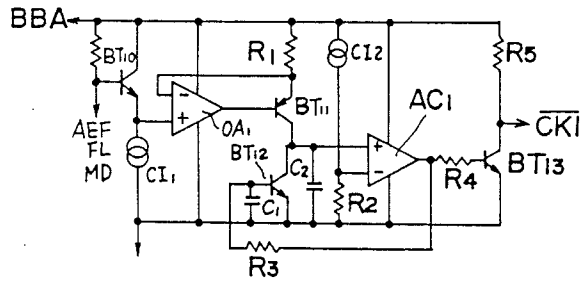 BBA
BT10
R1
CI2
R5
BT11
AC1
OA1
AEF
FL
MD
CI1
BT12
C2
C1
R2
R4
CKI
BT13
R3